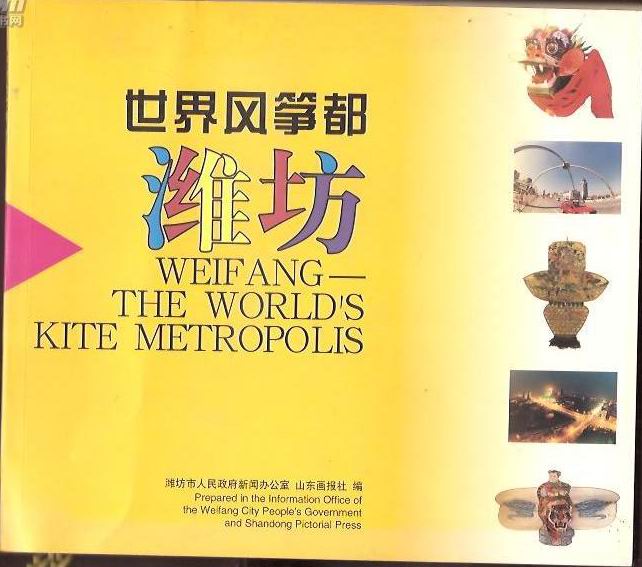 书网
世界风筝都
潍坊
WEIFANG—
THE WORLD'S
KITE METROPOLIS
潍坊市人民政府新闻办公室 山东画报社 编
Prepared in the Information Office of
the Weifang City People's Government
and Shandong Pictorial Press